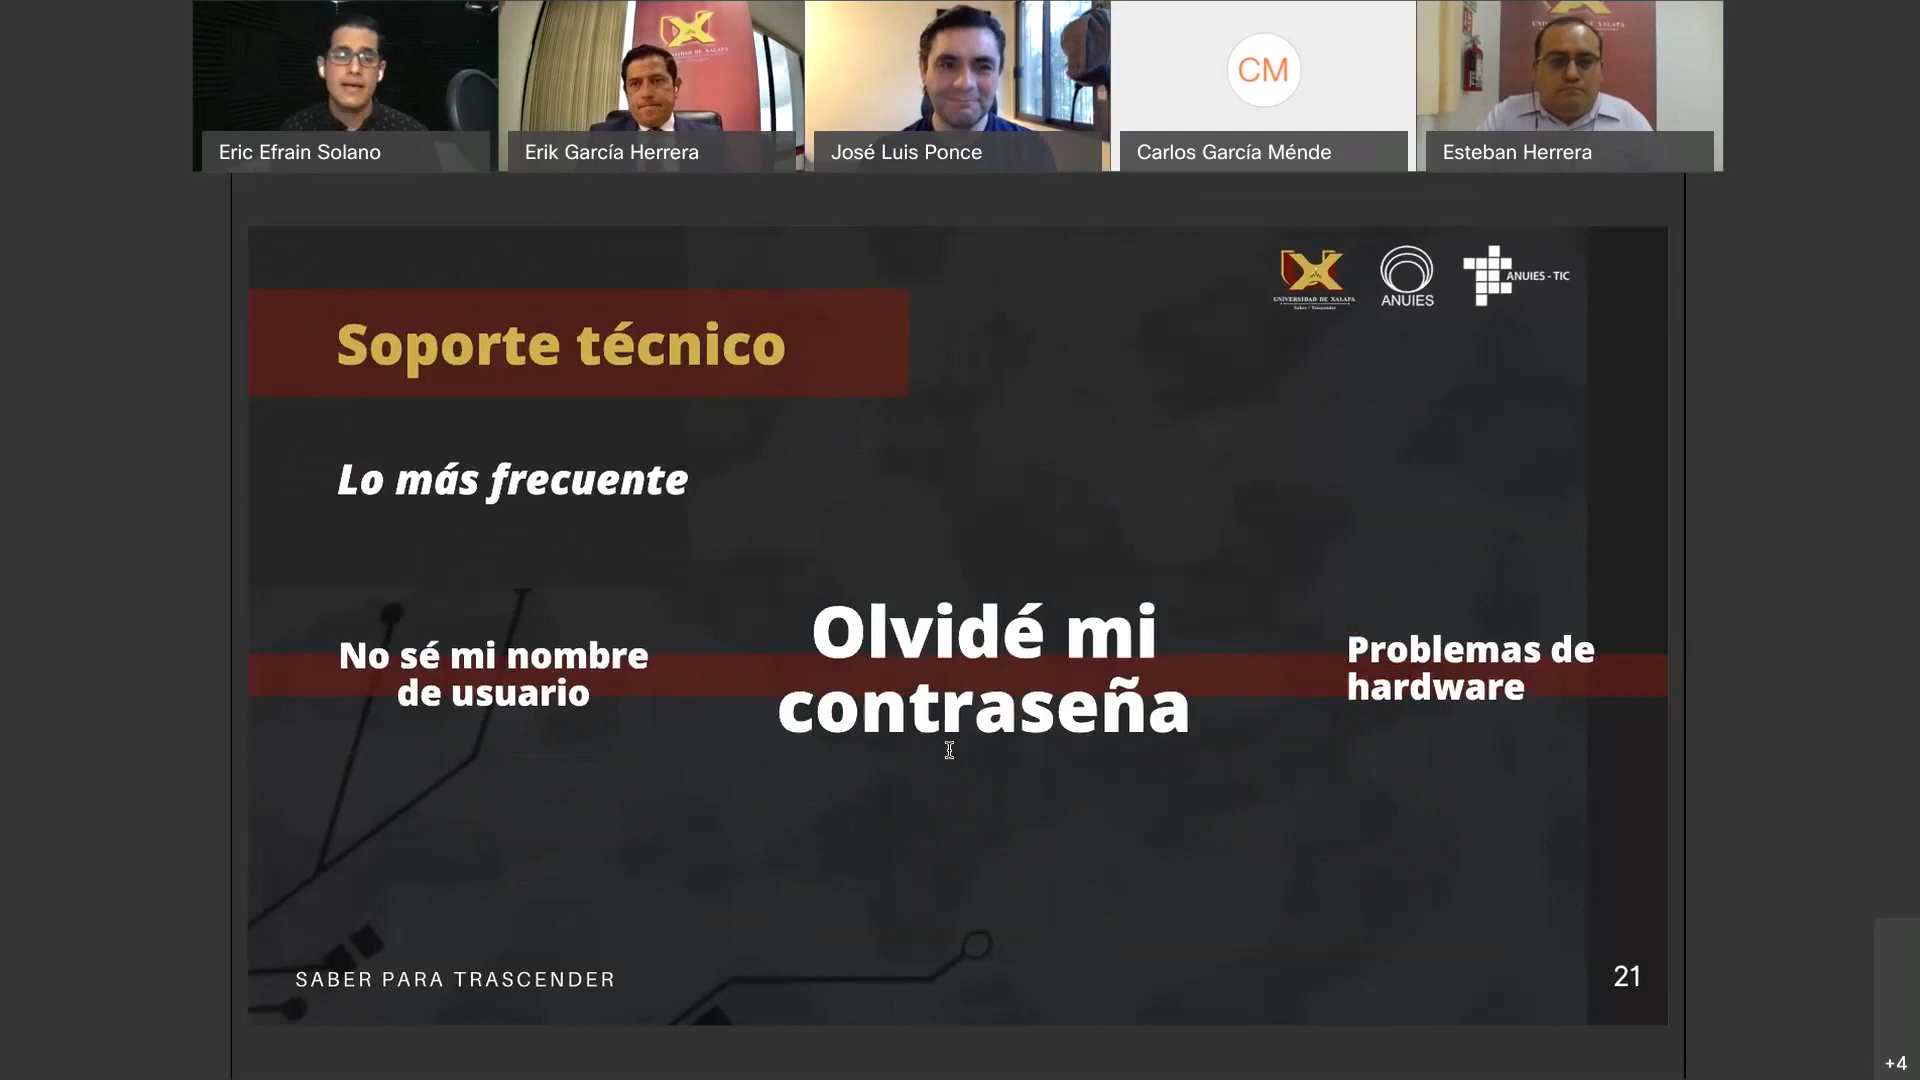 Eric Efrain Solano
Erik García Herrera
José Luis Ponce
CM
Carlos García Ménde
Esteban Herrera
UNIVERSIDAD DE XALAPA
Saber / Trascender
ANUIES
ANUIES - TIC
Soporte técnico
Lo más frecuente
No sé mi nombre
de usuario
Olvidé mi
contraseña
Problemas de
hardware
SABER PARA TRASCENDER
21
+4